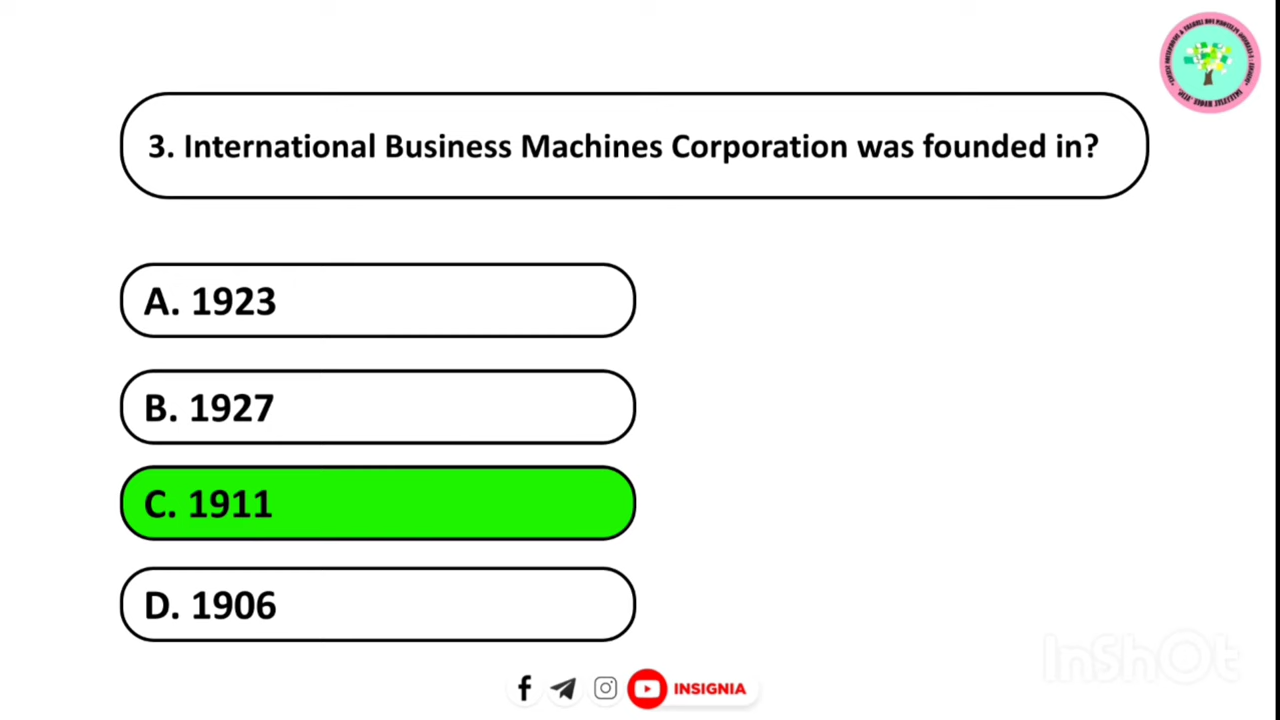 3. International Business Machines Corporation was founded in?
A. 1923
B. 1927
C. 1911
D. 1906
InShOt
INSIGNIA